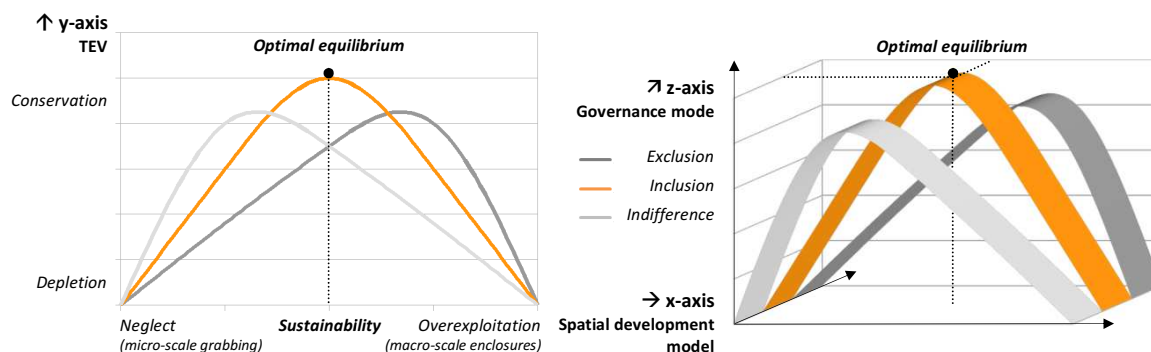 ↑ y-axis
TEV
Optimal equilibrium
Conservation
Depletion
Neglect
(micro-scale grabbing)
Sustainability
Overexploitation
(macro-scale enclosures)
Optimal equilibrium
↗ z-axis
Governance mode
Exclusion
Inclusion
Indifference
→ x-axis
Spatial development
model